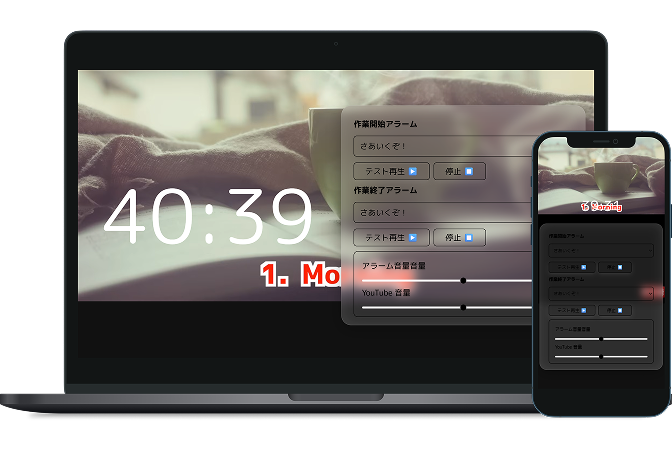 作業開始アラーム
さあいくぞ！
テスト再生 ▶ 停止 ⏹
作業終了アラーム
さあいくぞ！
テスト再生 ▶ 停止 ⏹
40:39
1. Mo
アラーム音量音量
YouTube 音量
1. Morning
作業開始アラーム
さあいくぞ！
テスト再生 ▶ 停止 ⏹
作業終了アラーム
さあいくぞ！
テスト再生 ▶ 停止 ⏹
アラーム音量音量
YouTube 音量